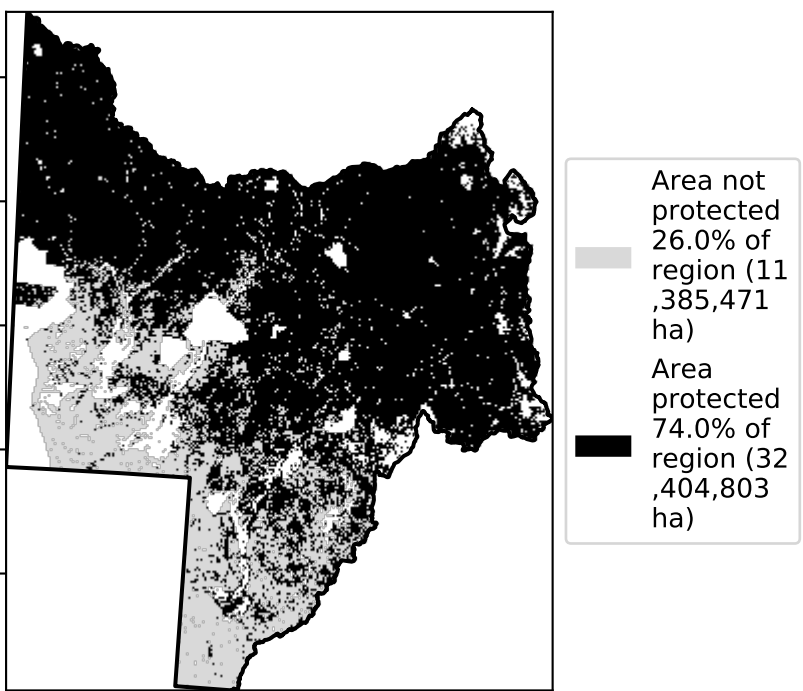 Area not
protected
26.0% of
region (11
,385,471
ha)
Area
protected
74.0% of
region (32
,404,803
ha)